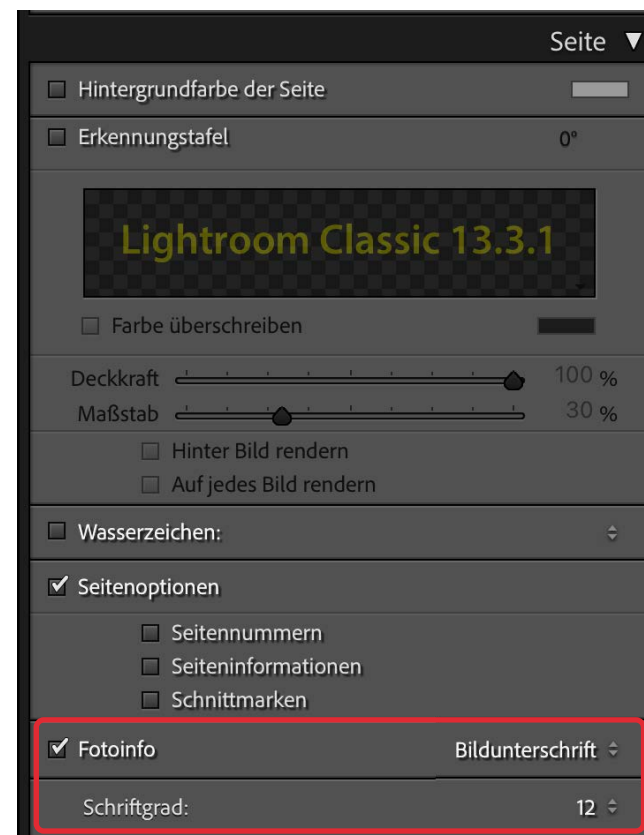 Seite
Hintergrundfarbe der Seite
Erkennungstafel 0°
Lightroom Classic 13.3.1
Farbe überschreiben
Deckkraft 100 %
Maßstab 30 %
Hinter Bild rendern
Auf jedes Bild rendern
Wasserzeichen:
Seitenoptionen
Seitennummern
Seiteninformationen
Schnittmarken
Fotoinfo Bildunterschrift
Schriftgrad: 12